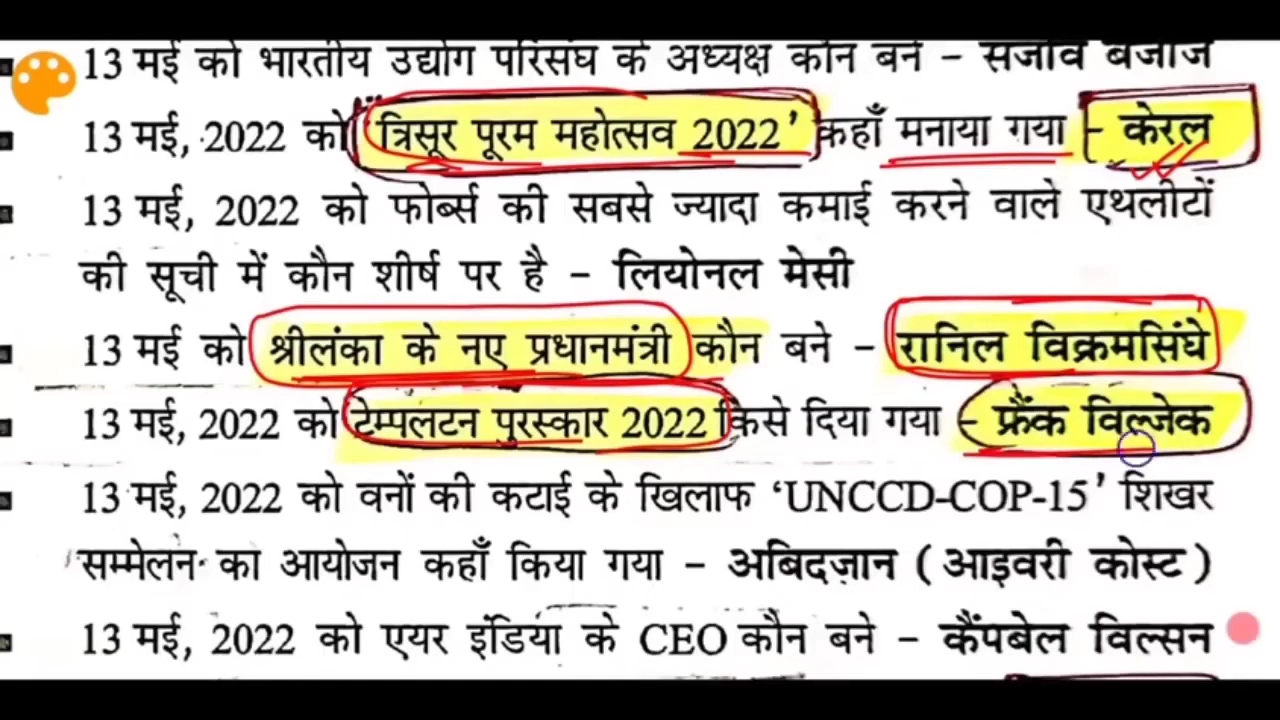 13 मई को भारतीय उद्योग परिसंघ के अध्यक्ष कौन बने – संजीव बजाज
13 मई, 2022 को 'त्रिसूर पूरम महोत्सव 2022' कहाँ मनाया गया – केरल
13 मई, 2022 को फोर्ब्स की सबसे ज्यादा कमाई करने वाले एथलीटों
की सूची में कौन शीर्ष पर है – लियोनल मेसी
13 मई को श्रीलंका के नए प्रधानमंत्री कौन बने – रानिल विक्रमसिंघे
13 मई, 2022 को टेम्पलटन पुरस्कार 2022 किसे दिया गया – फ्रैंक विल्जेक
13 मई, 2022 को वनों की कटाई के खिलाफ 'UNCCD-COP-15' शिखर
सम्मेलन का आयोजन कहाँ किया गया – अबिदज़ान ( आइवरी कोस्ट )
13 मई, 2022 को एयर इंडिया के CEO कौन बने – कैंपबेल विल्सन